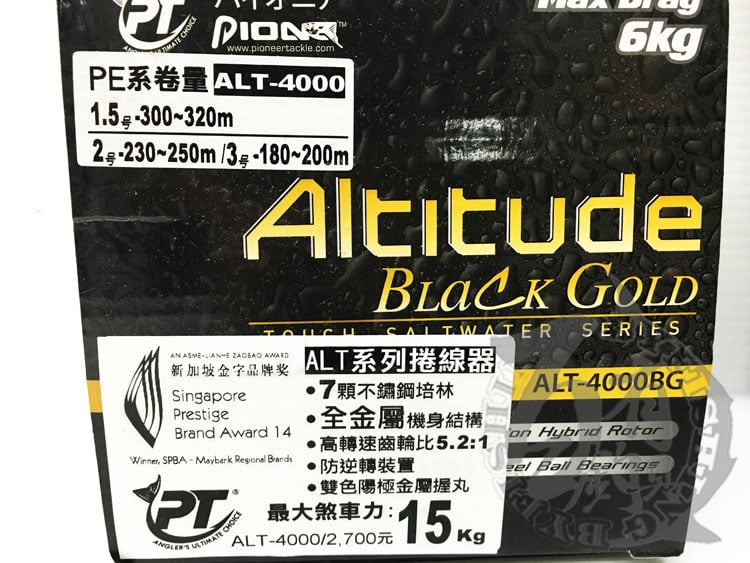 PT
ANGLER'S ULTIMATE CHOICE
パイオニア
PIONEER™
www.pioneertackle.com
Max Drag
6kg
PE系卷量 ALT-4000
1.5号-300~320m
2号-230~250m /3号-180~200m
Altitude
BLACK GOLD
TOUGH SALTWATER SERIES
ALT-4000BG
on Hybrid Rotor
eel Ball Bearings
AN ASME-LIANHE ZAOBAO AWARD
新加坡金字品牌奖
Singapore
Prestige
Brand Award 14
Winner, SPBA - Maybank Regional Brands
ALT系列捲線器
•7顆不鏽鋼培林
•全金屬機身結構
•高轉速齒輪比5.2:1
•防逆轉裝置
•雙色陽極金屬握丸
PT®
ANGLER'S ULTIMATE CHOICE
最大煞車力:15Kg
ALT-4000/2,700元